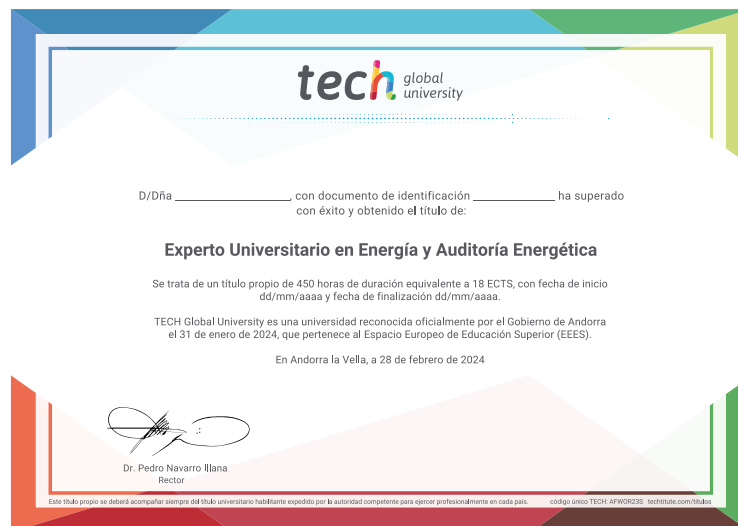 tech global university
D/Dña ____________________, con documento de identificación ______________ ha superado
con éxito y obtenido el título de:
Experto Universitario en Energía y Auditoría Energética
Se trata de un título propio de 450 horas de duración equivalente a 18 ECTS, con fecha de inicio
dd/mm/aaaa y fecha de finalización dd/mm/aaaa.
TECH Global University es una universidad reconocida oficialmente por el Gobierno de Andorra
el 31 de enero de 2024, que pertenece al Espacio Europeo de Educación Superior (EEES).
En Andorra la Vella, a 28 de febrero de 2024
Dr. Pedro Navarro Illana
Rector
Este título propio se deberá acompañar siempre del título universitario habilitante expedido por la autoridad competente para ejercer profesionalmente en cada país. código único TECH: AFWOR23S techtitute.com/titulos